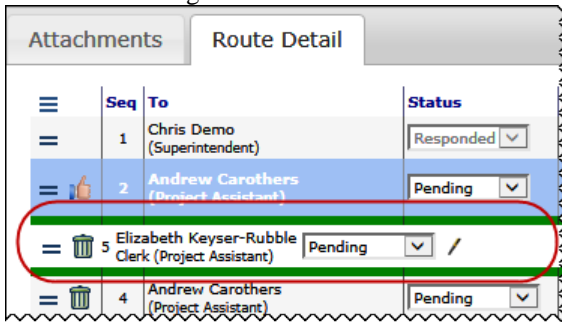 Attachments Route Detail
Seq To Status
1 Chris Demo
(Superintendent) Responded
2 Andrew Carothers
(Project Assistant) Pending
5 Elizabeth Keyser-Rubble
Clerk (Project Assistant) Pending
4 Andrew Carothers
(Project Assistant) Pending